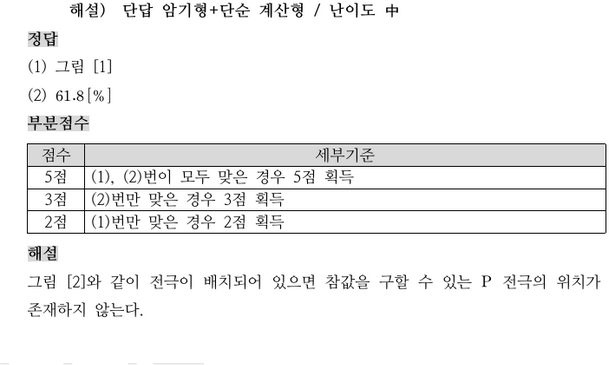 해설) 단답 암기형+단순 계산형 / 난이도 中
정답
(1) 그림 [1]
(2) 61.8[%]
부분점수
점수 세부기준
5점 (1), (2)번이 모두 맞은 경우 5점 획득
3점 (2)번만 맞은 경우 3점 획득
2점 (1)번만 맞은 경우 2점 획득
해설
그림 [2]와 같이 전극이 배치되어 있으면 참값을 구할 수 있는 P 전극의 위치가
존재하지 않는다.